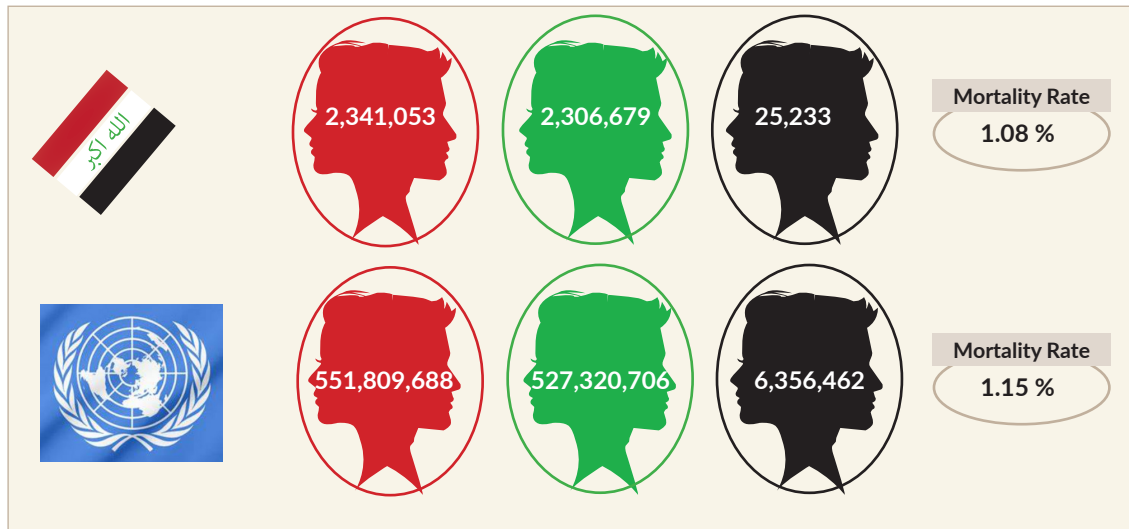 الله اكبر
2,341,053
2,306,679
25,233
Mortality Rate
1.08 %
551,809,688
527,320,706
6,356,462
Mortality Rate
1.15 %